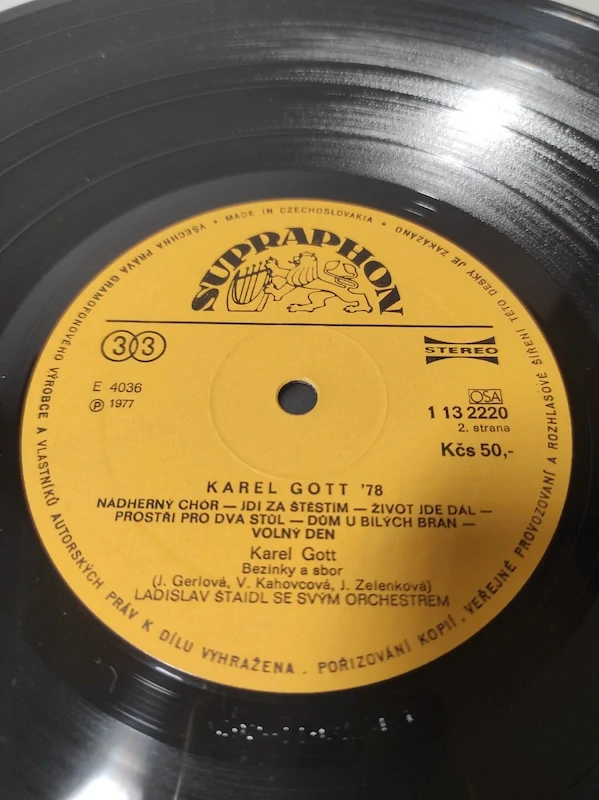 VŠECHNA PRÁVA GRAMOFONOVÉHO VÝROBCE A VLASTNÍKŮ AUTORSKÝCH PRÁV K DÍLU VYHRAŽENA . POŘIZOVÁNÍ KOPIÍ, VEŘEJNÉ PROVOZOVÁNÍ A ROZHLASOVÉ ŠÍŘENÍ TÉTO DESKY JE ZAKÁZÁNO
• MADE IN CZECHOSLOVAKIA •
SUPRAPHON
33
STEREO
E 4036
℗ 1977
OSA
1 13 2220
2. strana
Kčs 50,-
KAREL GOTT '78
NÁDHERNÝ CHÓR — JDI ZA ŠTĚSTÍM — ŽIVOT JDE DÁL —
PROSTŘI PRO DVA STŮL — DŮM U BÍLÝCH BRAN —
VOLNÝ DEN
Karel Gott
Bezinky a sbor
(J. Gerlová, V. Kahovcová, J. Zelenková)
LADISLAV ŠTAIDL SE SVÝM ORCHESTREM